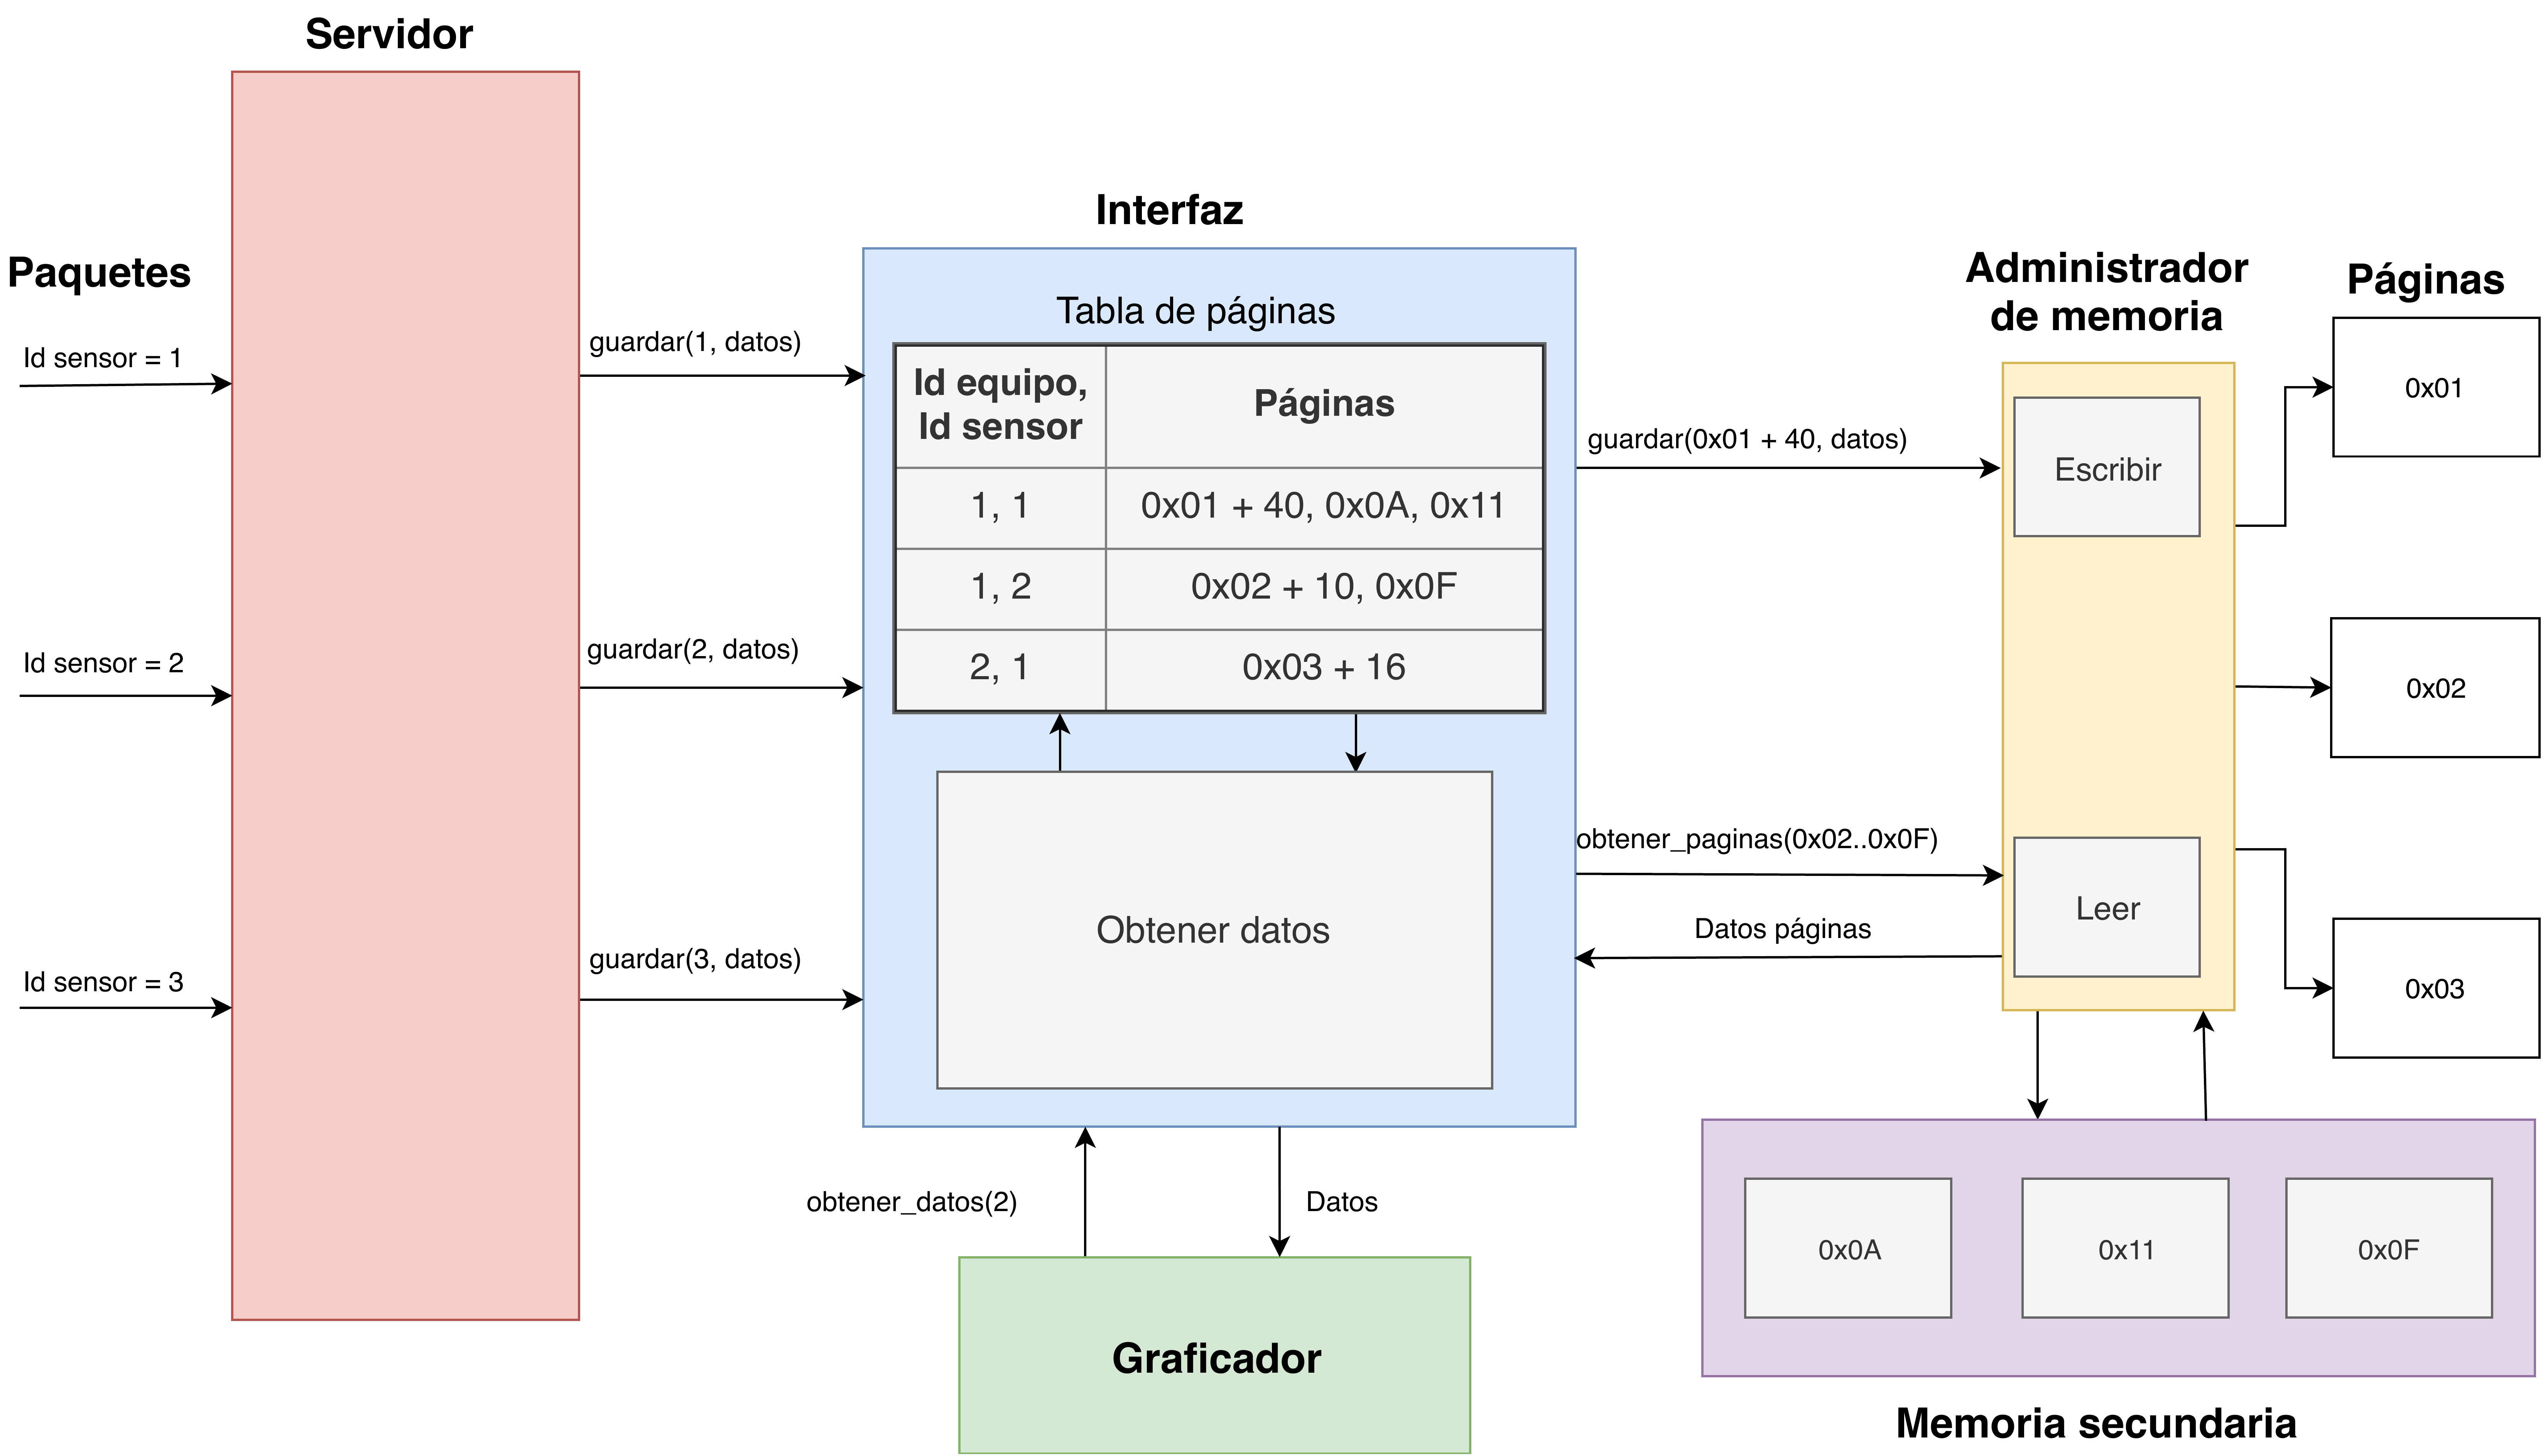 Servidor
Paquetes
Id sensor = 1
Id sensor = 2
Id sensor = 3
guardar(1, datos)
guardar(2, datos)
guardar(3, datos)
Interfaz
Tabla de páginas
Id equipo,
Id sensor
Páginas
1, 1
0x01 + 40, 0x0A, 0x11
1, 2
0x02 + 10, 0x0F
2, 1
0x03 + 16
Obtener datos
obtener_datos(2)
Datos
Graficador
guardar(0x01 + 40, datos)
obtener_paginas(0x02..0x0F)
Datos páginas
Administrador
de memoria
Escribir
Leer
Páginas
0x01
0x02
0x03
0x0A
0x11
0x0F
Memoria secundaria